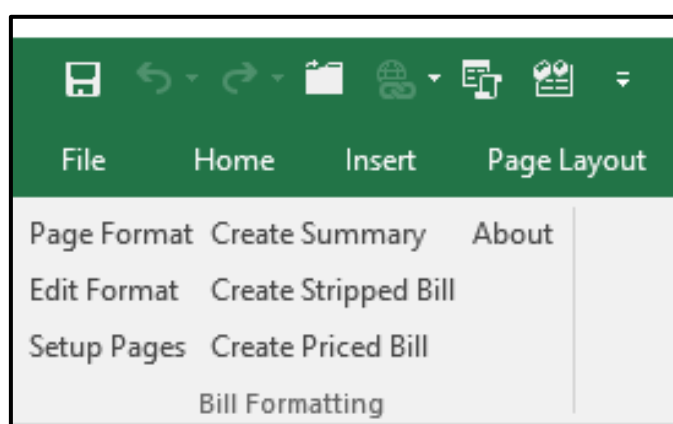 File Home Insert Page Layout
Page Format Create Summary About
Edit Format Create Stripped Bill
Setup Pages Create Priced Bill
Bill Formatting